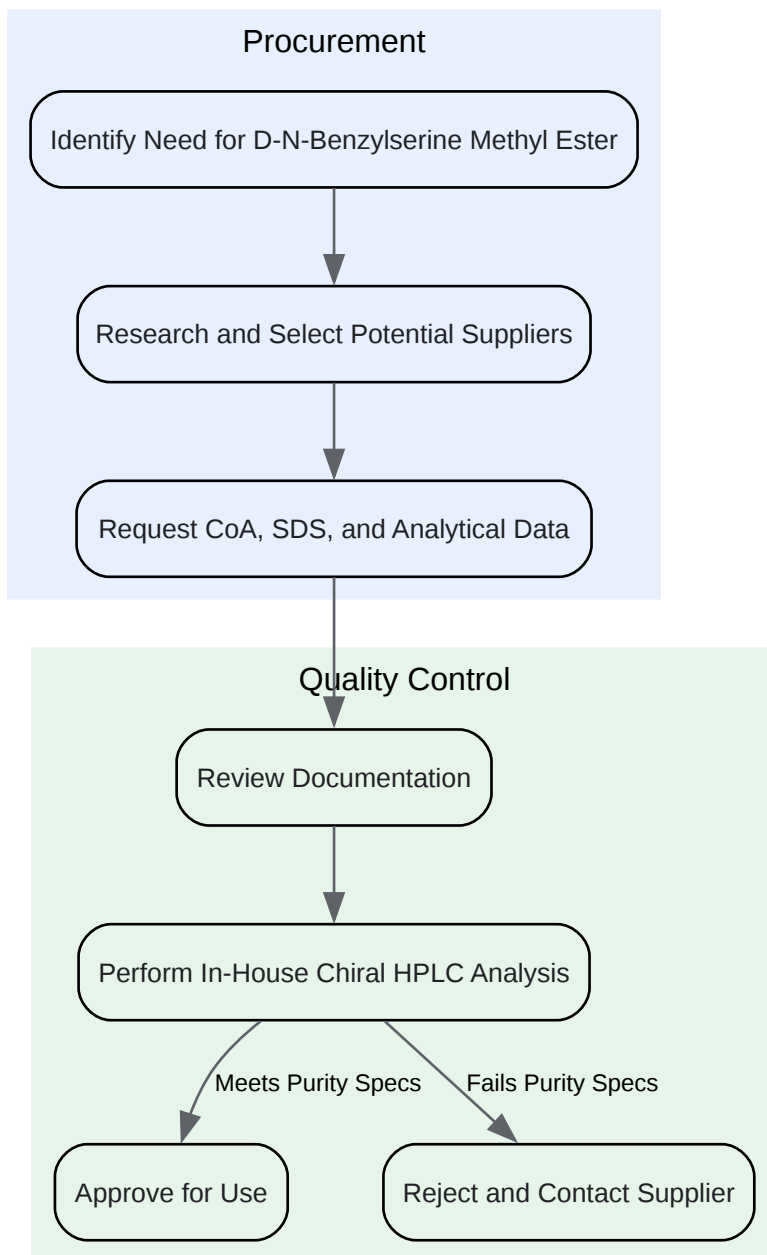 Procurement
Identify Need for D-N-Benzylserine Methyl Ester
Research and Select Potential Suppliers
Request CoA, SDS, and Analytical Data
Quality Control
Review Documentation
Perform In-House Chiral HPLC Analysis
Meets Purity Specs
Fails Purity Specs
Approve for Use
Reject and Contact Supplier